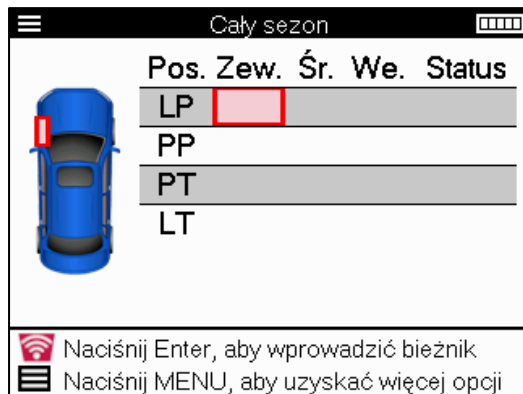 Cały sezon
Pos. Zew. Śr. We. Status
LP
PP
PT
LT
Naciśnij Enter, aby wprowadzić bieżnik
Naciśnij MENU, aby uzyskać więcej opcji